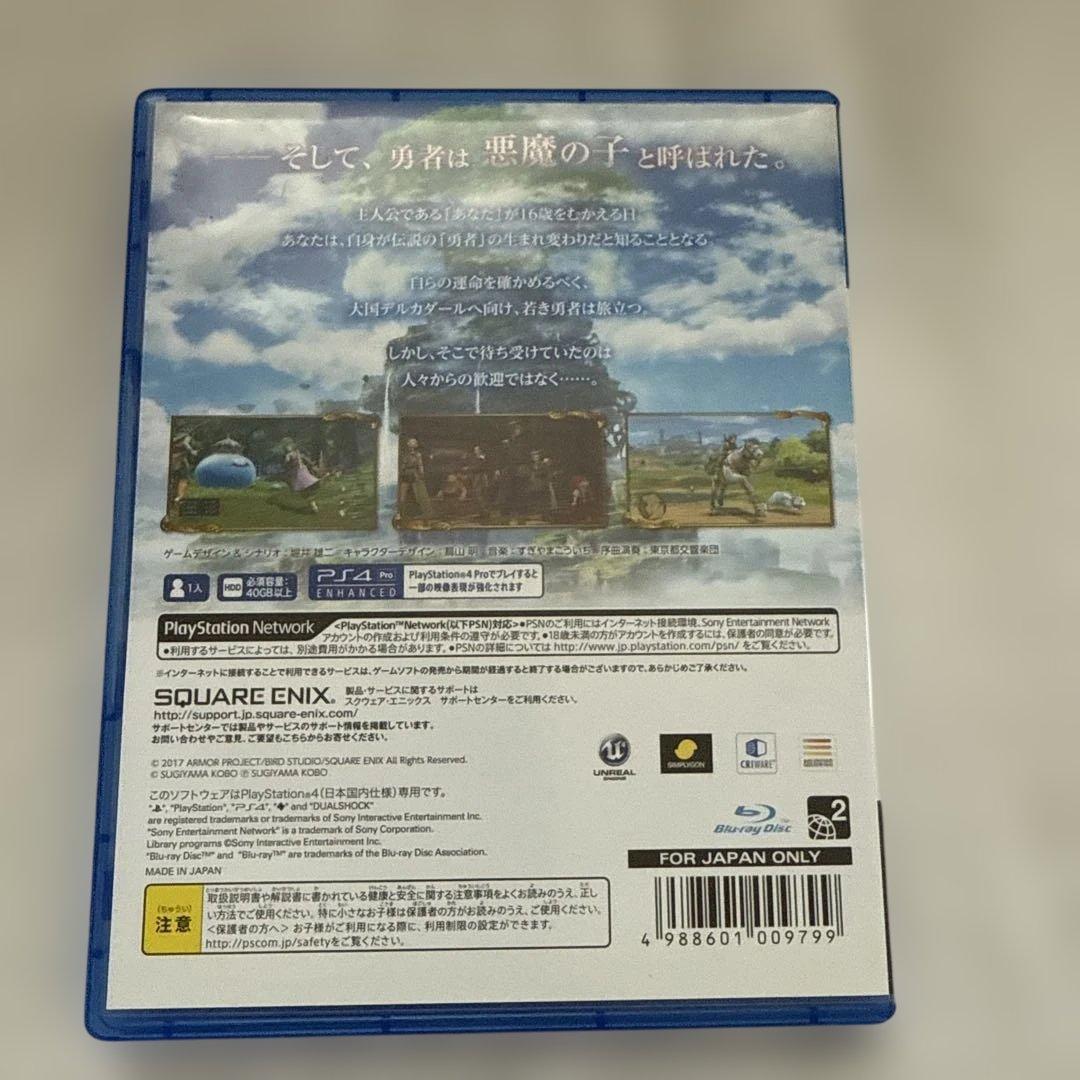 そして、勇者は 悪魔の子 と呼ばれた。
主人公である「あなた」が16歳をむかえる日
あなたは、自身が伝説の「勇者」の生まれ変わりだと知ることとなる。
自らの運命を確かめるべく、
大国デルカダールへ向け、若き勇者は旅立つ。
しかし、そこで待ち受けていたのは
人々からの歓迎ではなく……。
ゲームデザイン&シナリオ:堀井 雄二 キャラクターデザイン:鳥山 明 音楽:すぎやまこういち 序曲演奏:東京都交響楽団
1人
HDD 必須容量:
40GB以上
PS4 Pro
ENHANCED
PlayStation®4 Proでプレイすると
一部の映像表現が強化されます
PlayStation Network
<PlayStation™Network(以下PSN)対応>●PSNのご利用にはインターネット接続環境、Sony Entertainment Network
アカウントの作成および利用条件の遵守が必要です。●18歳未満の方がアカウントを作成するには、保護者の同意が必要です。
●利用するサービスによっては、別途費用がかかる場合があります。●PSNの詳細については http://www.jp.playstation.com/psn/ をご覧ください。
※インターネットに接続することで利用できるサービスは、ゲームソフトの発売から期間が経過すると終了する場合がございますので、あらかじめご了承ください。
SQUARE ENIX®
製品・サービスに関するサポートは
スクウェア・エニックス サポートセンターをご利用ください。
http://support.jp.square-enix.com/
サポートセンターでは製品やサービスのサポート情報を掲載しています。
お問い合わせやご意見、ご要望もこちらからお寄せください。
© 2017 ARMOR PROJECT/BIRD STUDIO/SQUARE ENIX All Rights Reserved.
© SUGIYAMA KOBO ℗ SUGIYAMA KOBO
UNREAL
ENGINE
SIMPLYGON
CRIWARE™
このソフトウェアはPlayStation®4(日本国内仕様)専用です。
"PlayStation", "PS4", and "DUALSHOCK"
are registered trademarks or trademarks of Sony Interactive Entertainment Inc.
"Sony Entertainment Network" is a trademark of Sony Corporation.
Library programs ©Sony Interactive Entertainment Inc.
"Blu-ray Disc™" and "Blu-ray™" are trademarks of the Blu-ray Disc Association.
MADE IN JAPAN
Blu-ray Disc™
2
FOR JAPAN ONLY
(ちゅうい)
注意
取扱説明書や解説書に書かれている健康と安全に関する注意事項をよくお読みのうえ、正し
い方法でご使用ください。特に小さなお子様は保護者の方がお読みのうえ、ご使用ください。
<保護者の方へ> お子様がご利用になる際に、利用制限の設定ができます。
http://pscom.jp/safetyをご覧ください。
4 988601 009799